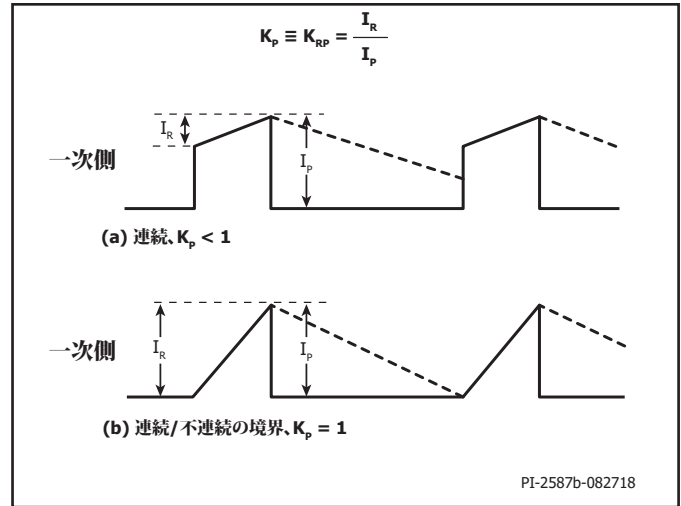 K_P ≡ K_RP = I_R / I_P
I_R
I_P
一次側
(a) 連続、K_P < 1
I_R
I_P
一次側
(b) 連続/不連続の境界、K_P = 1
PI-2587b-082718